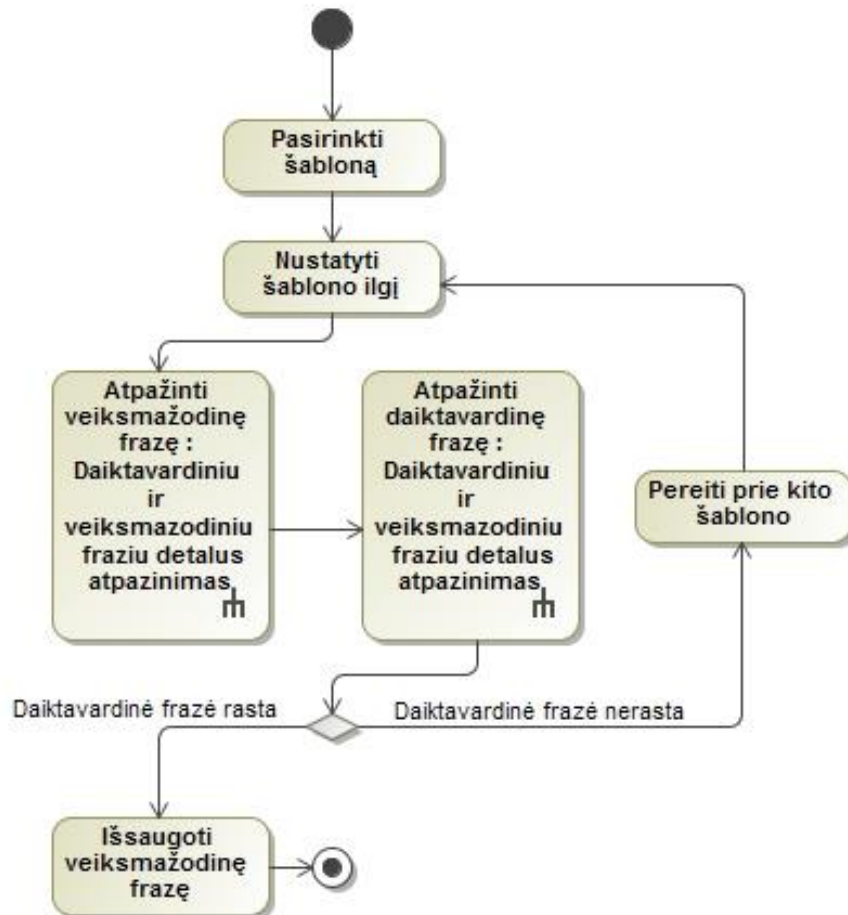 Pasirinkti
šabloną
Nustatyti
šablono ilgį
Atpažinti
veiksmažodinę
frazę :
Daiktavardiniu
ir
veiksmazodiniu
fraziu detalus
atpazinimas
Atpažinti
daiktavardinę
frazę :
Daiktavardiniu
ir
veiksmazodiniu
fraziu detalus
atpazinimas
Pereiti prie kito
šablono
Daiktavardinė frazė rasta
Daiktavardinė frazė nerasta
Išsaugoti
veiksmažodinę
frazę